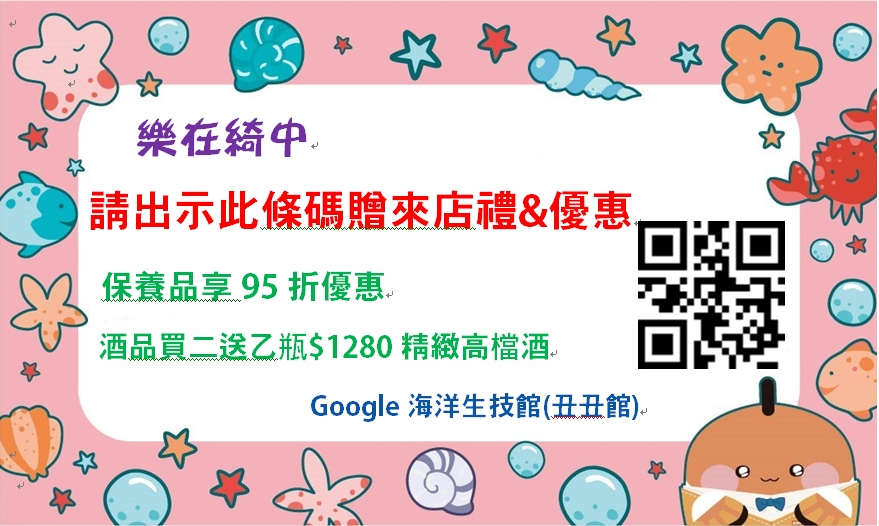 樂在綺中
請出示此條碼贈來店禮&優惠
保養品享 95 折優惠
酒品買二送乙瓶$1280 精緻高檔酒
Google 海洋生技館(丑丑館)